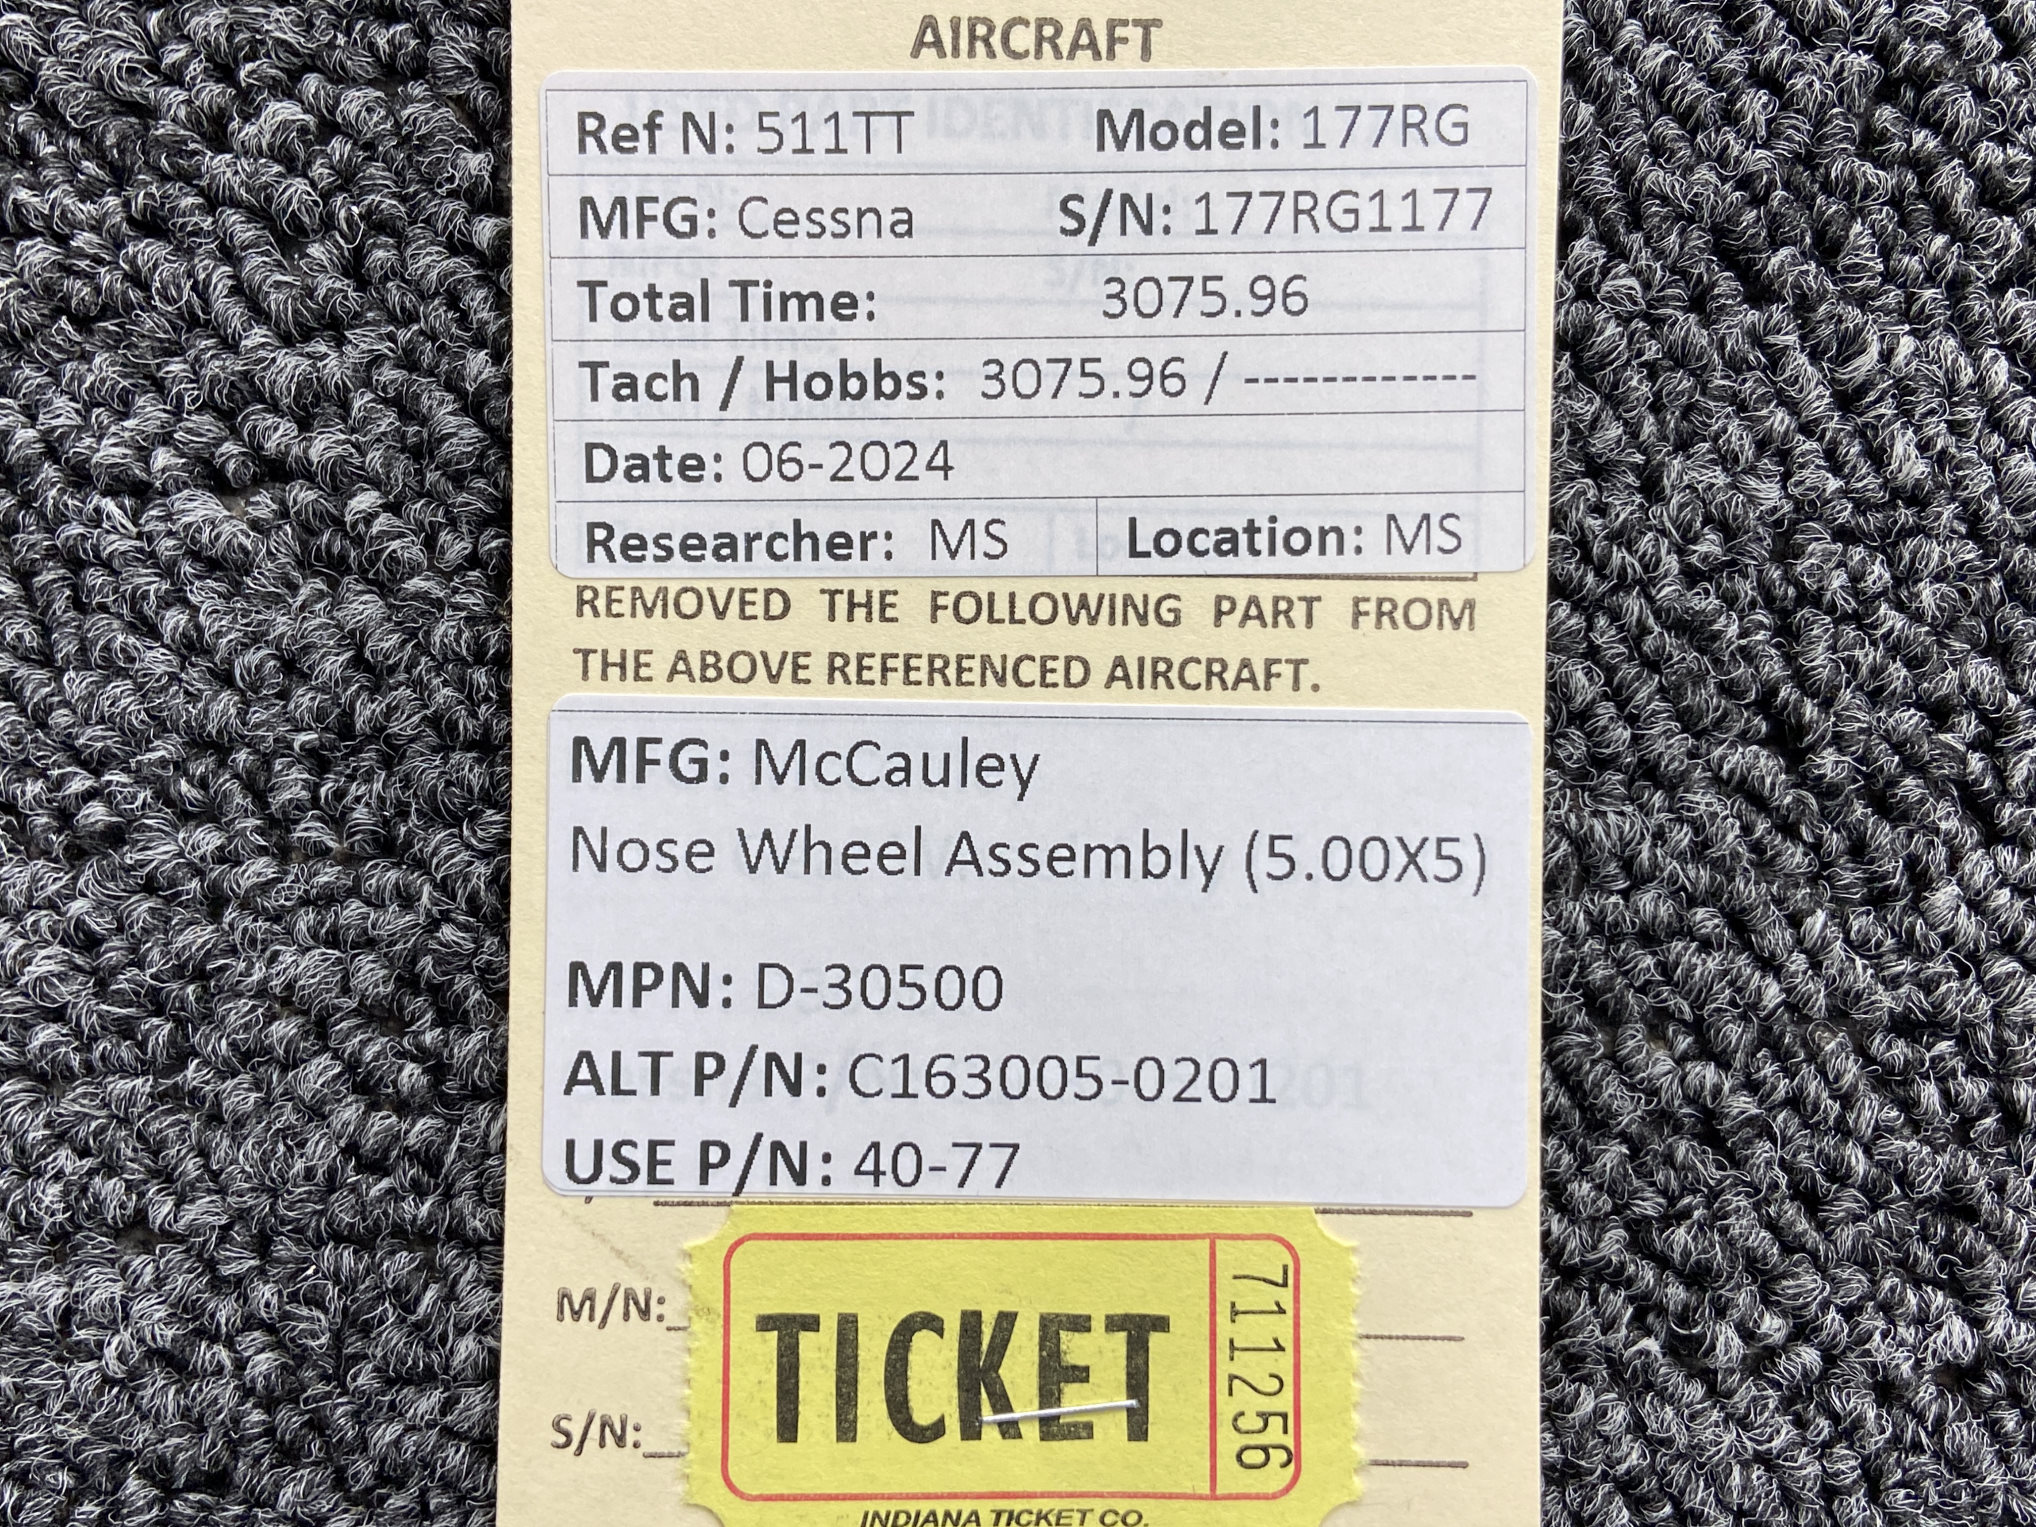 AIRCRAFT
Ref N: 511TT Model: 177RG
MFG: Cessna S/N: 177RG1177
Total Time: 3075.96
Tach / Hobbs: 3075.96 / ------------
Date: 06-2024
Researcher: MS Location: MS
REMOVED THE FOLLOWING PART FROM
THE ABOVE REFERENCED AIRCRAFT.
MFG: McCauley
Nose Wheel Assembly (5.00X5)
MPN: D-30500
ALT P/N: C163005-0201
USE P/N: 40-77
M/N:
S/N:
TICKET
7112566
INDIANA TICKET CO.